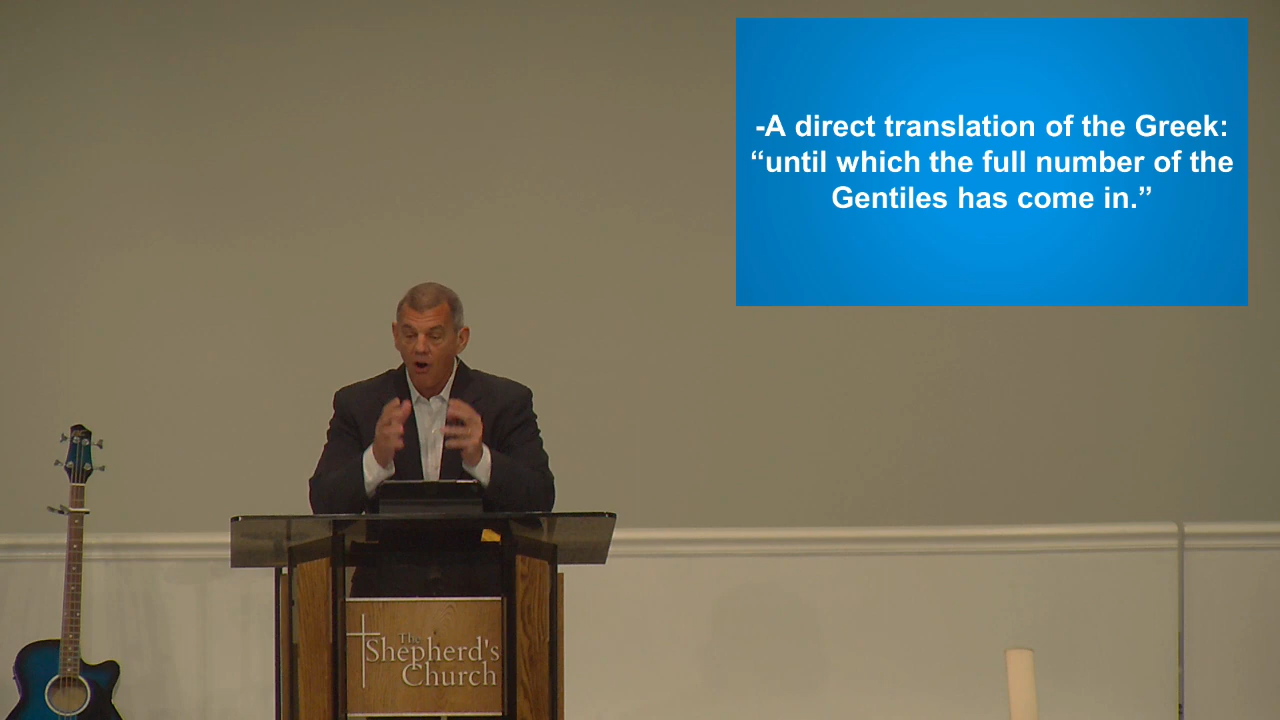 -A direct translation of the Greek:
“until which the full number of the
Gentiles has come in.”
The
Shepherd's
Church